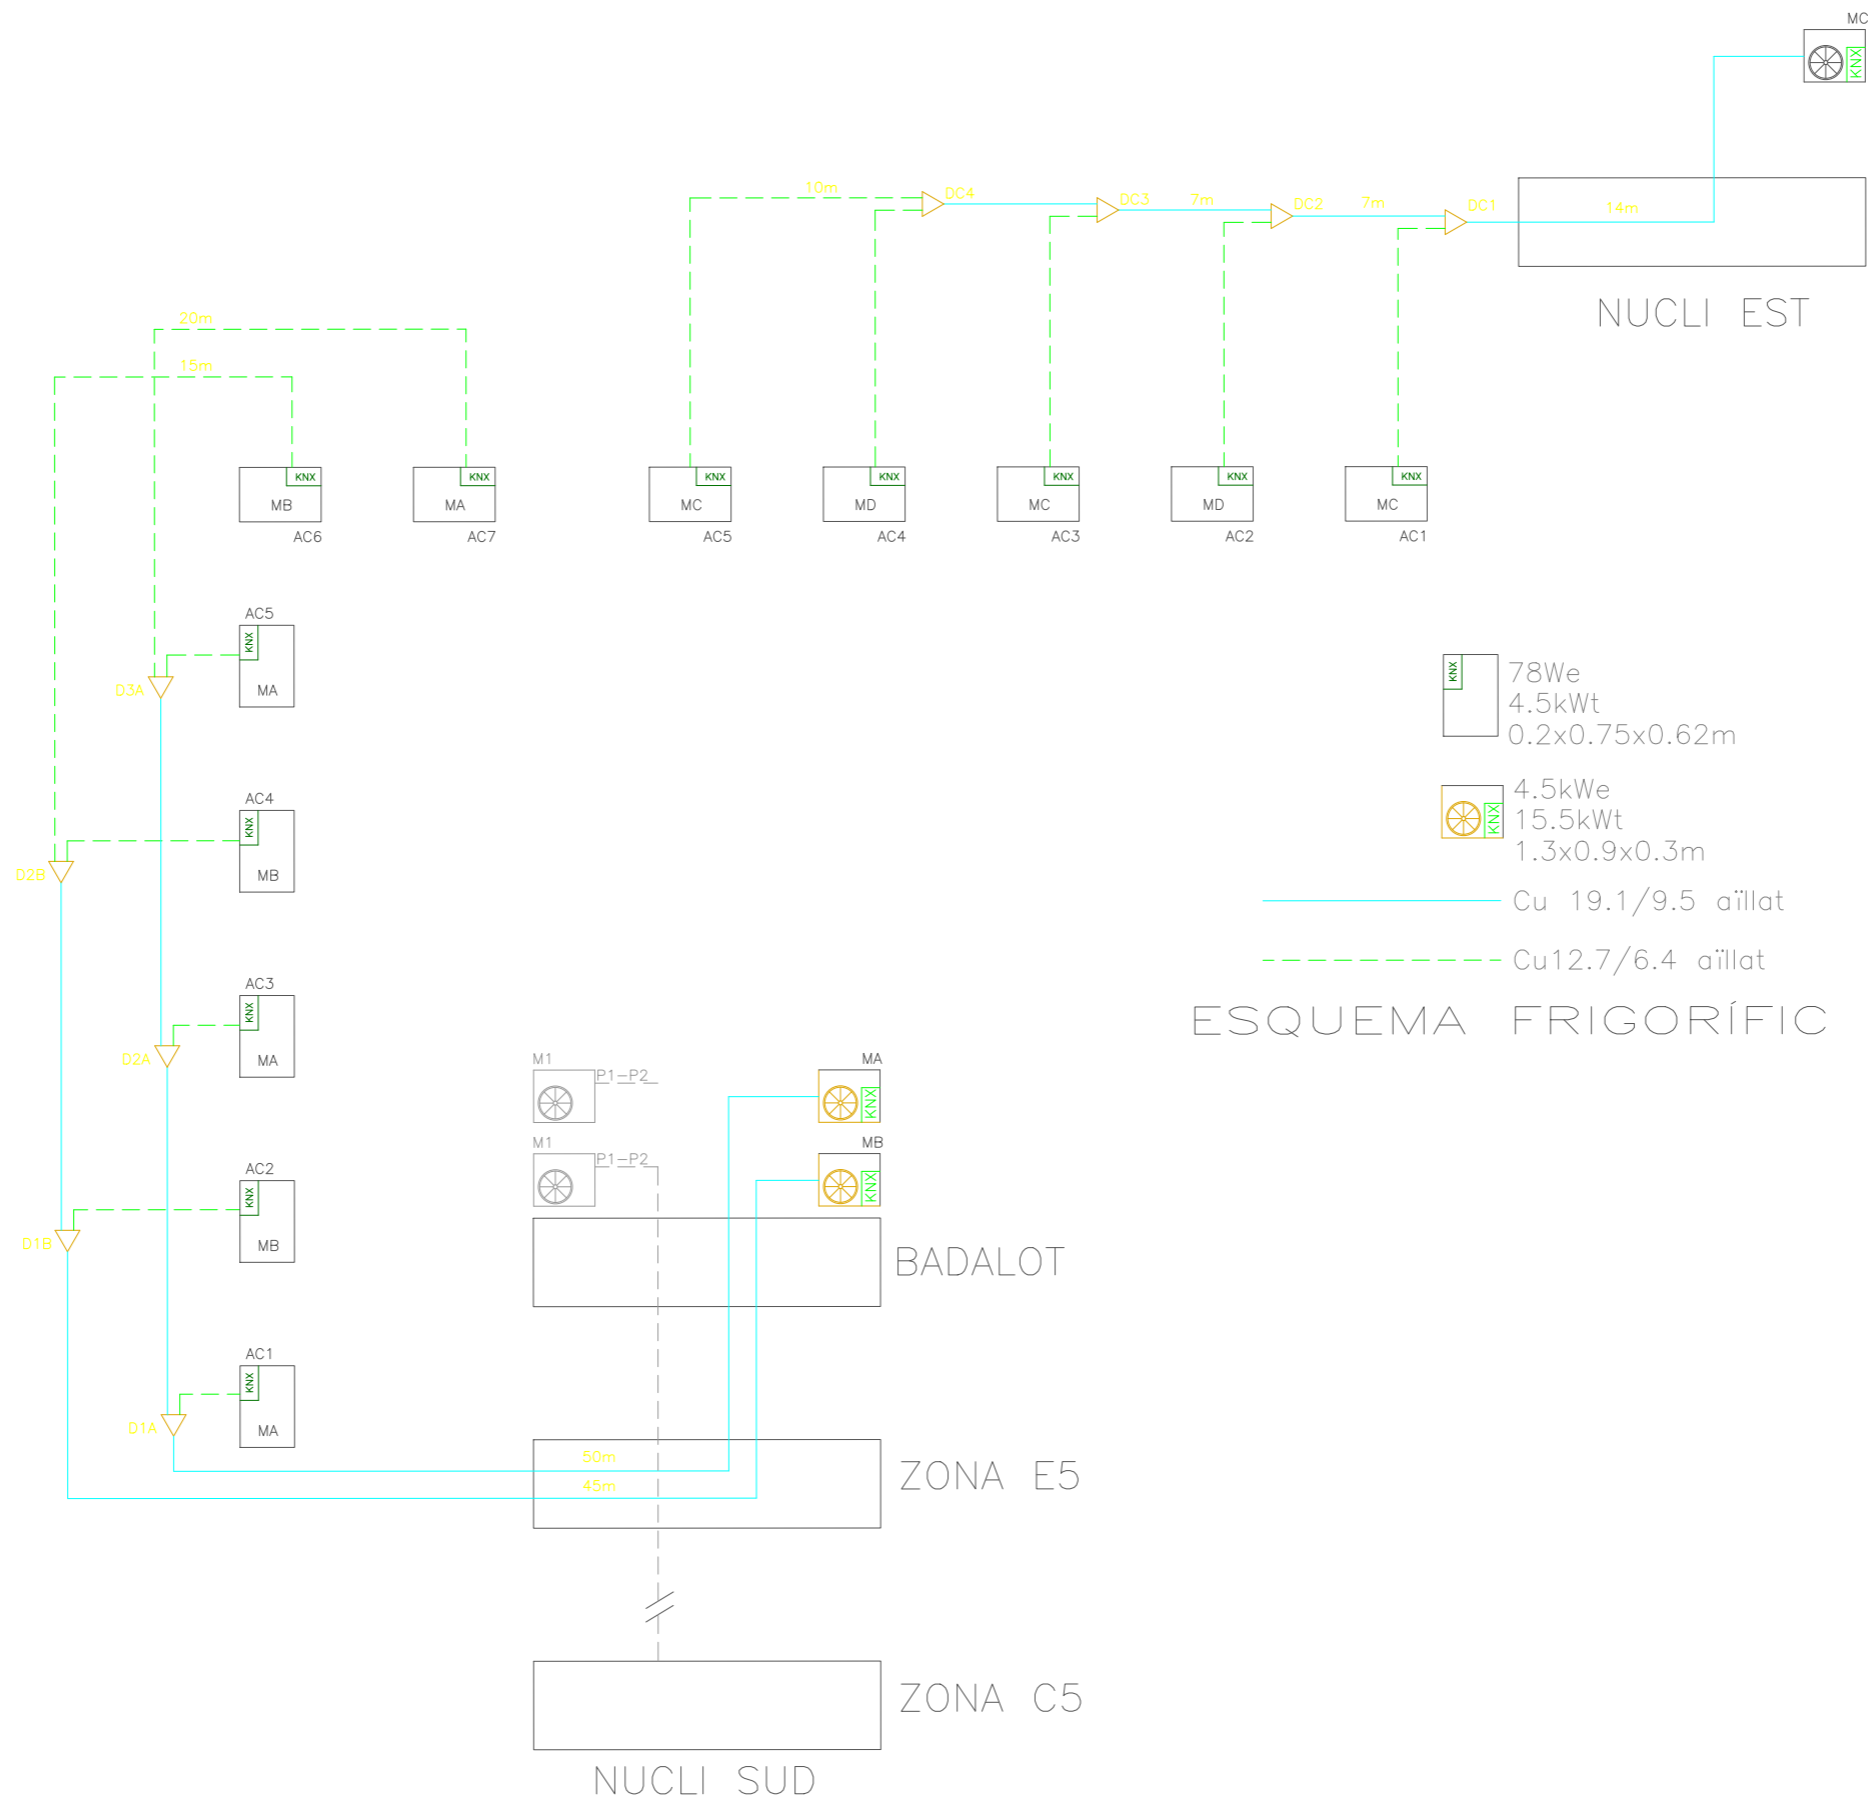 MC
KNX
10m
DC4
DC3
7m
DC2
7m
DC1
14m
NUCLI EST
20m
15m
KNX
MB
AC6
KNX
MA
AC7
KNX
MC
AC5
KNX
MD
AC4
KNX
MC
AC3
KNX
MD
AC2
KNX
MC
AC1
AC5
KNX
MA
D3A
AC4
KNX
MB
D2B
AC3
KNX
MA
D2A
AC2
KNX
MB
D1B
AC1
KNX
MA
D1A
KNX
78We
4.5kWt
0.2x0.75x0.62m
KNX
4.5kWe
15.5kWt
1.3x0.9x0.3m
Cu 19.1/9.5 aïllat
Cu12.7/6.4 aïllat
ESQUEMA FRIGORÍFIC
M1
P1-P2
MA
KNX
M1
P1-P2
MB
KNX
BADALOT
50m
45m
ZONA E5
ZONA C5
NUCLI SUD